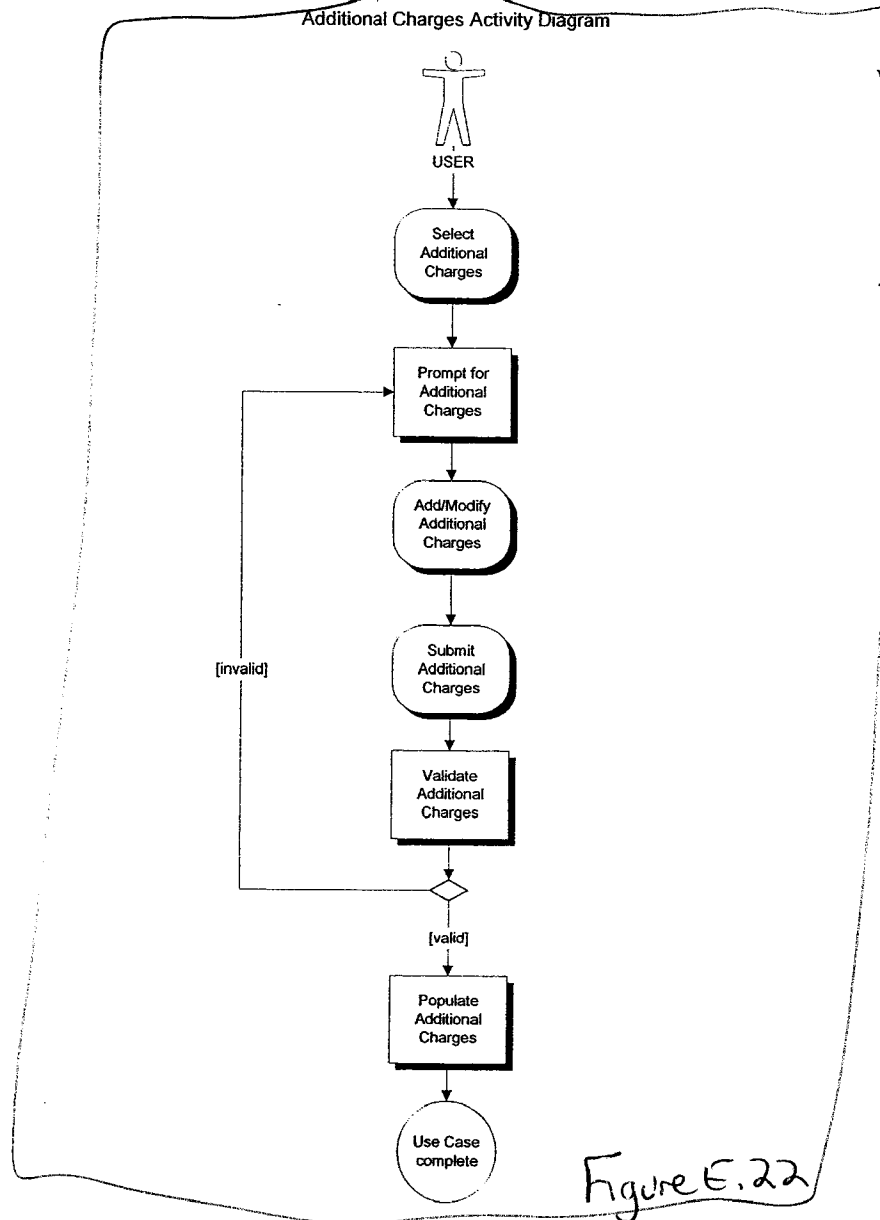 Additional Charges Activity Diagram
USER
Select
Additional
Charges
Prompt for
Additional
Charges
Add/Modify
Additional
Charges
Submit
Additional
Charges
[invalid]
Validate
Additional
Charges
[valid]
Populate
Additional
Charges
Use Case
complete
Figure E.22